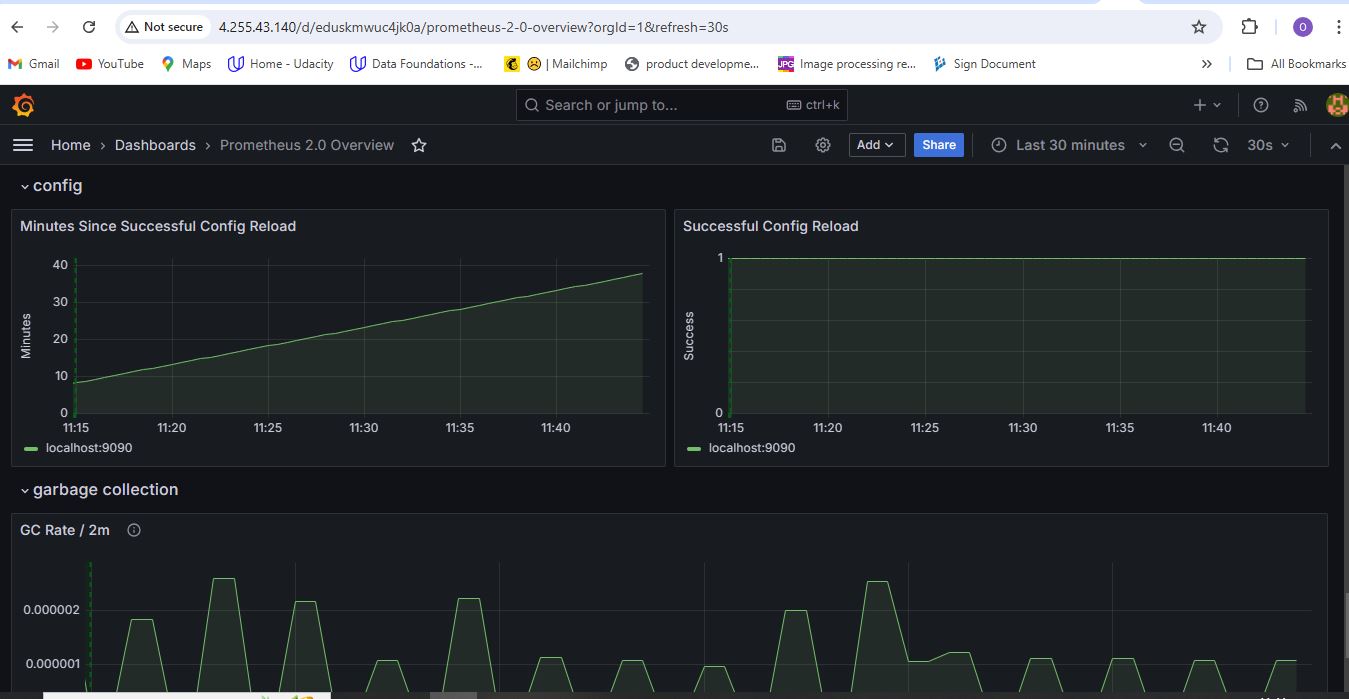 Not secure 4.255.43.140/d/eduskmwuc4jk0a/prometheus-2-0-overview?orgId=1&refresh=30s O
Gmail YouTube Maps Home - Udacity Data Foundations -... | Mailchimp product developme... JPG Image processing re... Sign Document » All Bookmarks
Search or jump to... ctrl+k
Home › Dashboards › Prometheus 2.0 Overview Add Share Last 30 minutes 30s
config
Minutes Since Successful Config Reload
Minutes
40
30
20
10
0
11:15 11:20 11:25 11:30 11:35 11:40
localhost:9090
Successful Config Reload
Success
1
0
11:15 11:20 11:25 11:30 11:35 11:40
localhost:9090
garbage collection
GC Rate / 2m
0.000002
0.000001